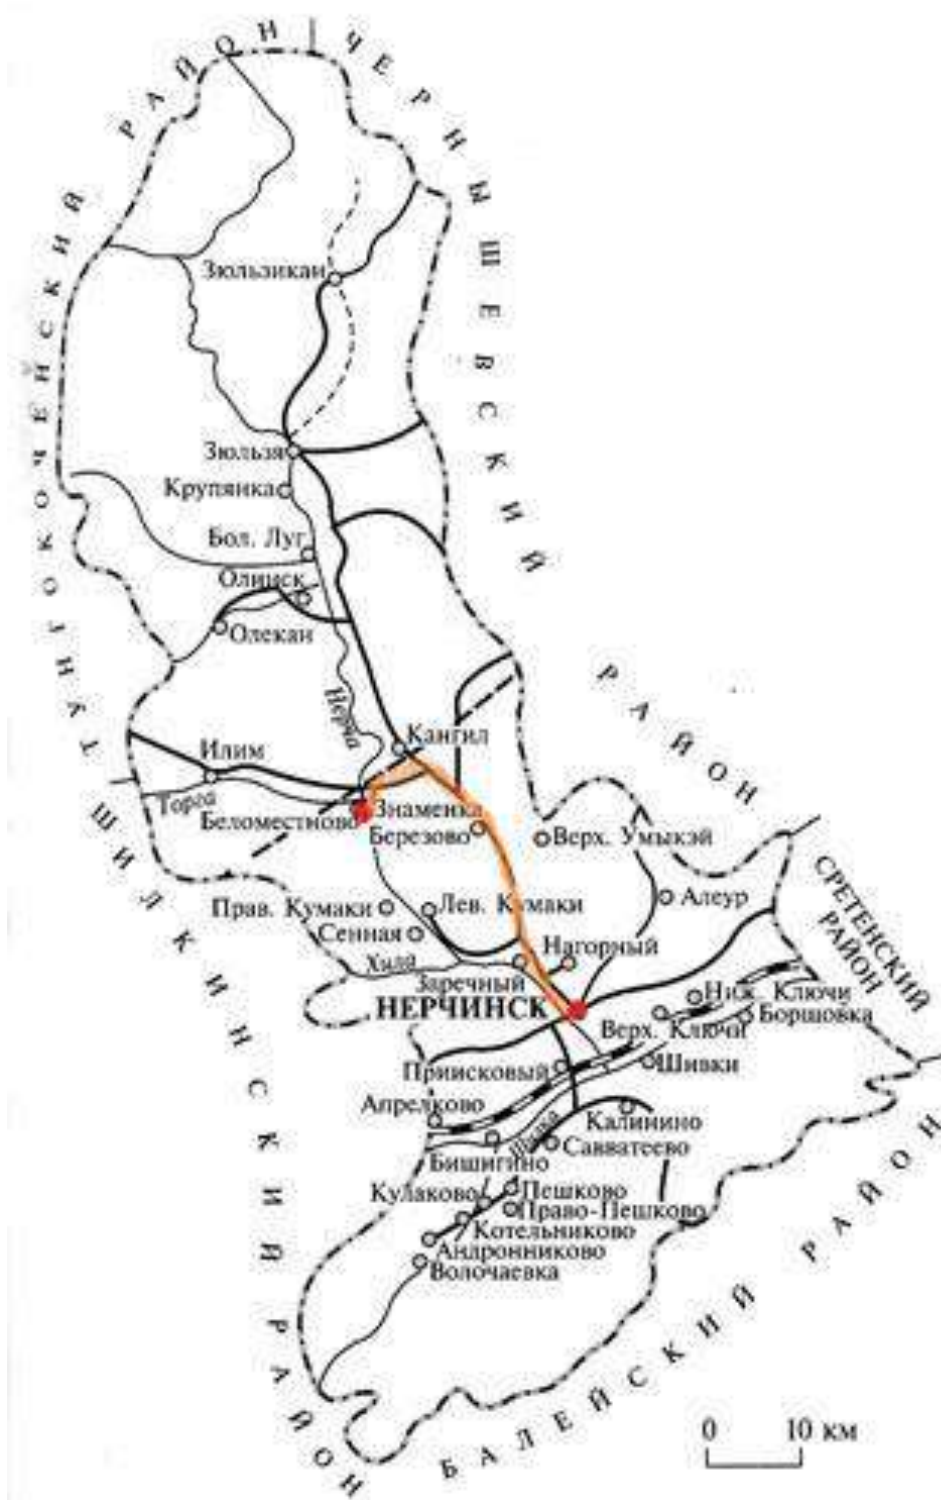 ТУНГОКОЧЕНСКИЙ РАЙОН
ЧЕРНЫШЕВСКИЙ
РАЙОН
Зюльзикан
Зюльзя
Крупянка
Бол. Луг
Олинск
Олекан
Нерча
Кангил
Илим
Торга
Знаменка
Беломестново
Березово
Верх. Умыкэй
СРЕТЕНСКИЙ
РАЙОН
Алеур
Прав. Кумаки
Лев. Кумаки
Сенная
Нагорный
Хила
Заречный
НЕРЧИНСК
Ниж. Ключи
Верх. Ключи
Боршовка
Приисковый
Шивки
Апрелково
Калинино
Шилка
Савватеево
Бишигино
Кулаково
Пешково
Право-Пешково
Котельниково
Андронниково
Волочаевка
ШИЛКИНСКИЙ РАЙОН
БАЛЕЙСКИЙ РАЙОН
0 10 км